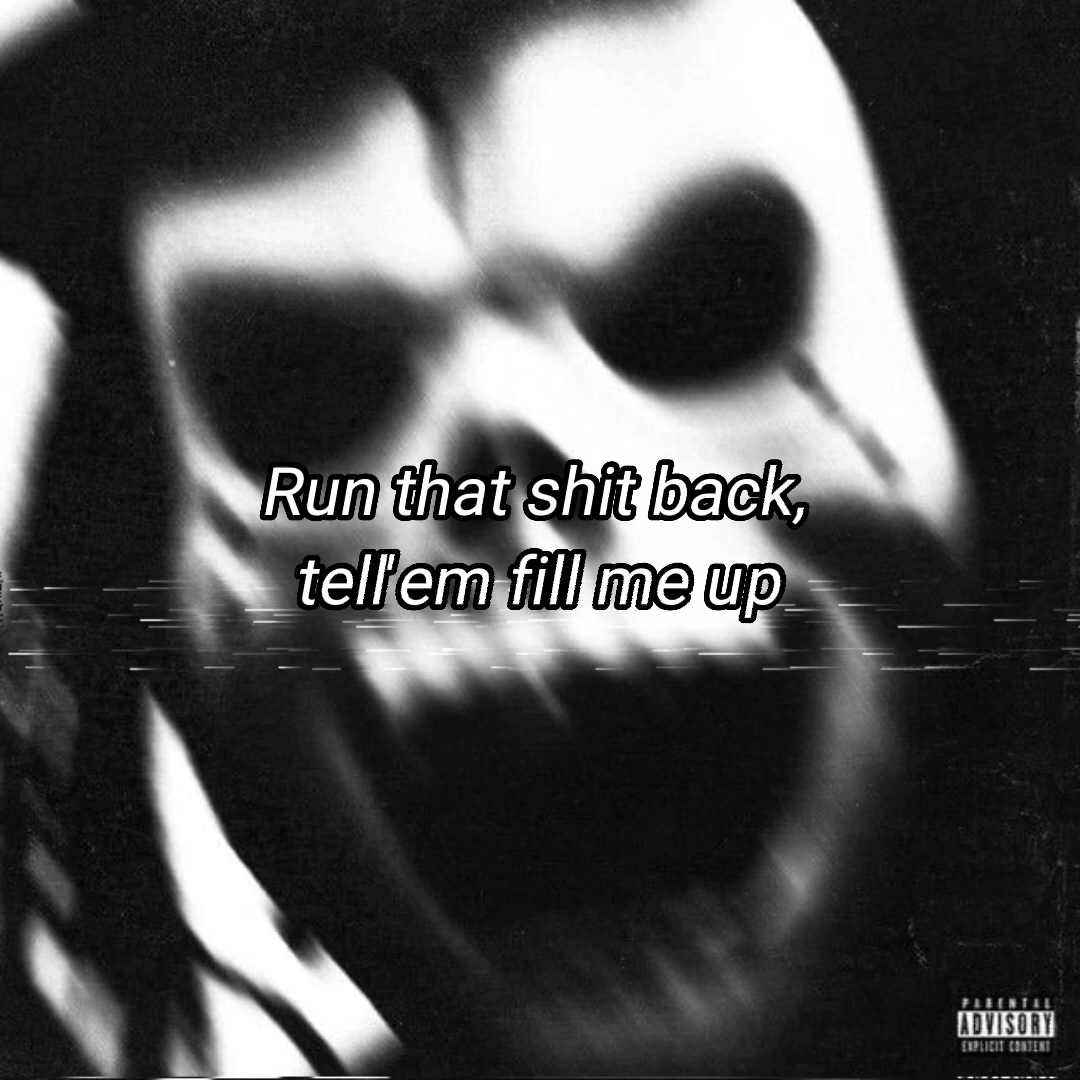 Run that shit back,
tell'em fill me up
PARENTAL
ADVISORY
EXPLICIT CONTENT